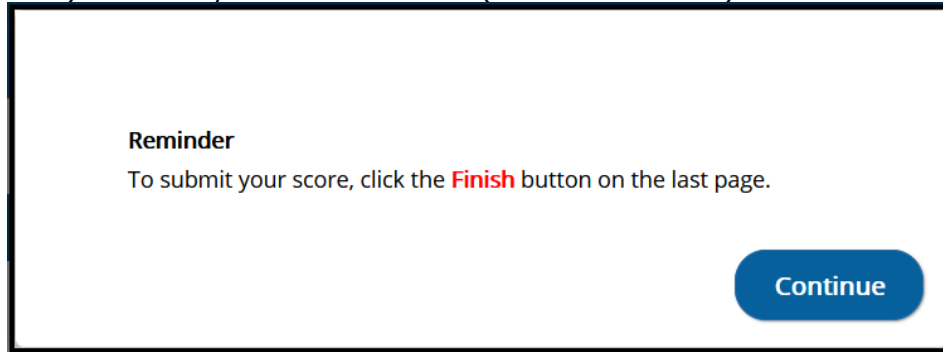 Reminder
To submit your score, click the Finish button on the last page.
Continue